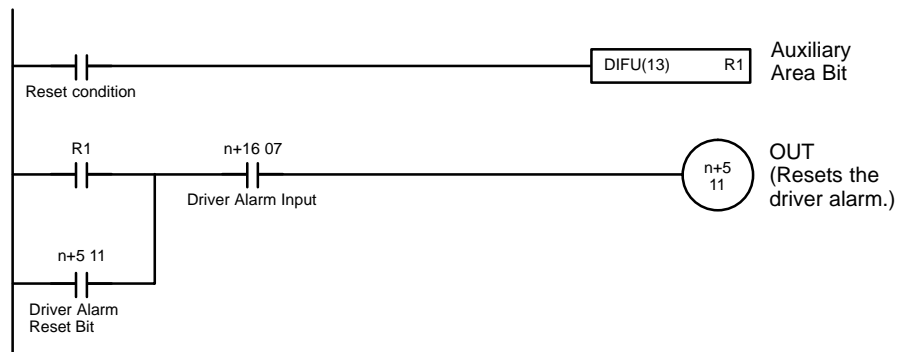 DIFU(13) R1
Auxiliary
Area Bit
Reset condition
R1
n+16 07
Driver Alarm Input
n+5
11
OUT
(Resets the
driver alarm.)
n+5 11
Driver Alarm
Reset Bit